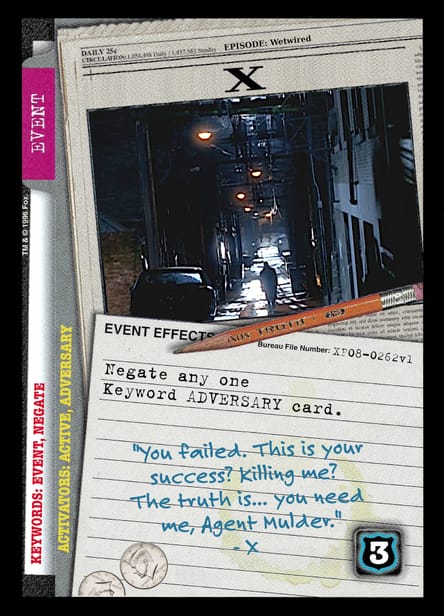 DAILY 25¢
CIRCULATION: 1,058,498 Daily / 1,457,583 Sunday
EPISODE: Wetwired
X
EVENT
TM & © 1996 Fox.
KEYWORDS: EVENT, NEGATE
ACTIVATORS: ACTIVE, ADVERSARY
EVENT EFFECTS
Bureau File Number: XF08-0262v1
Negate any one
Keyword ADVERSARY card.
"You failed. This is your
success? Killing me?
The truth is... you need
me, Agent Mulder."
- X
3